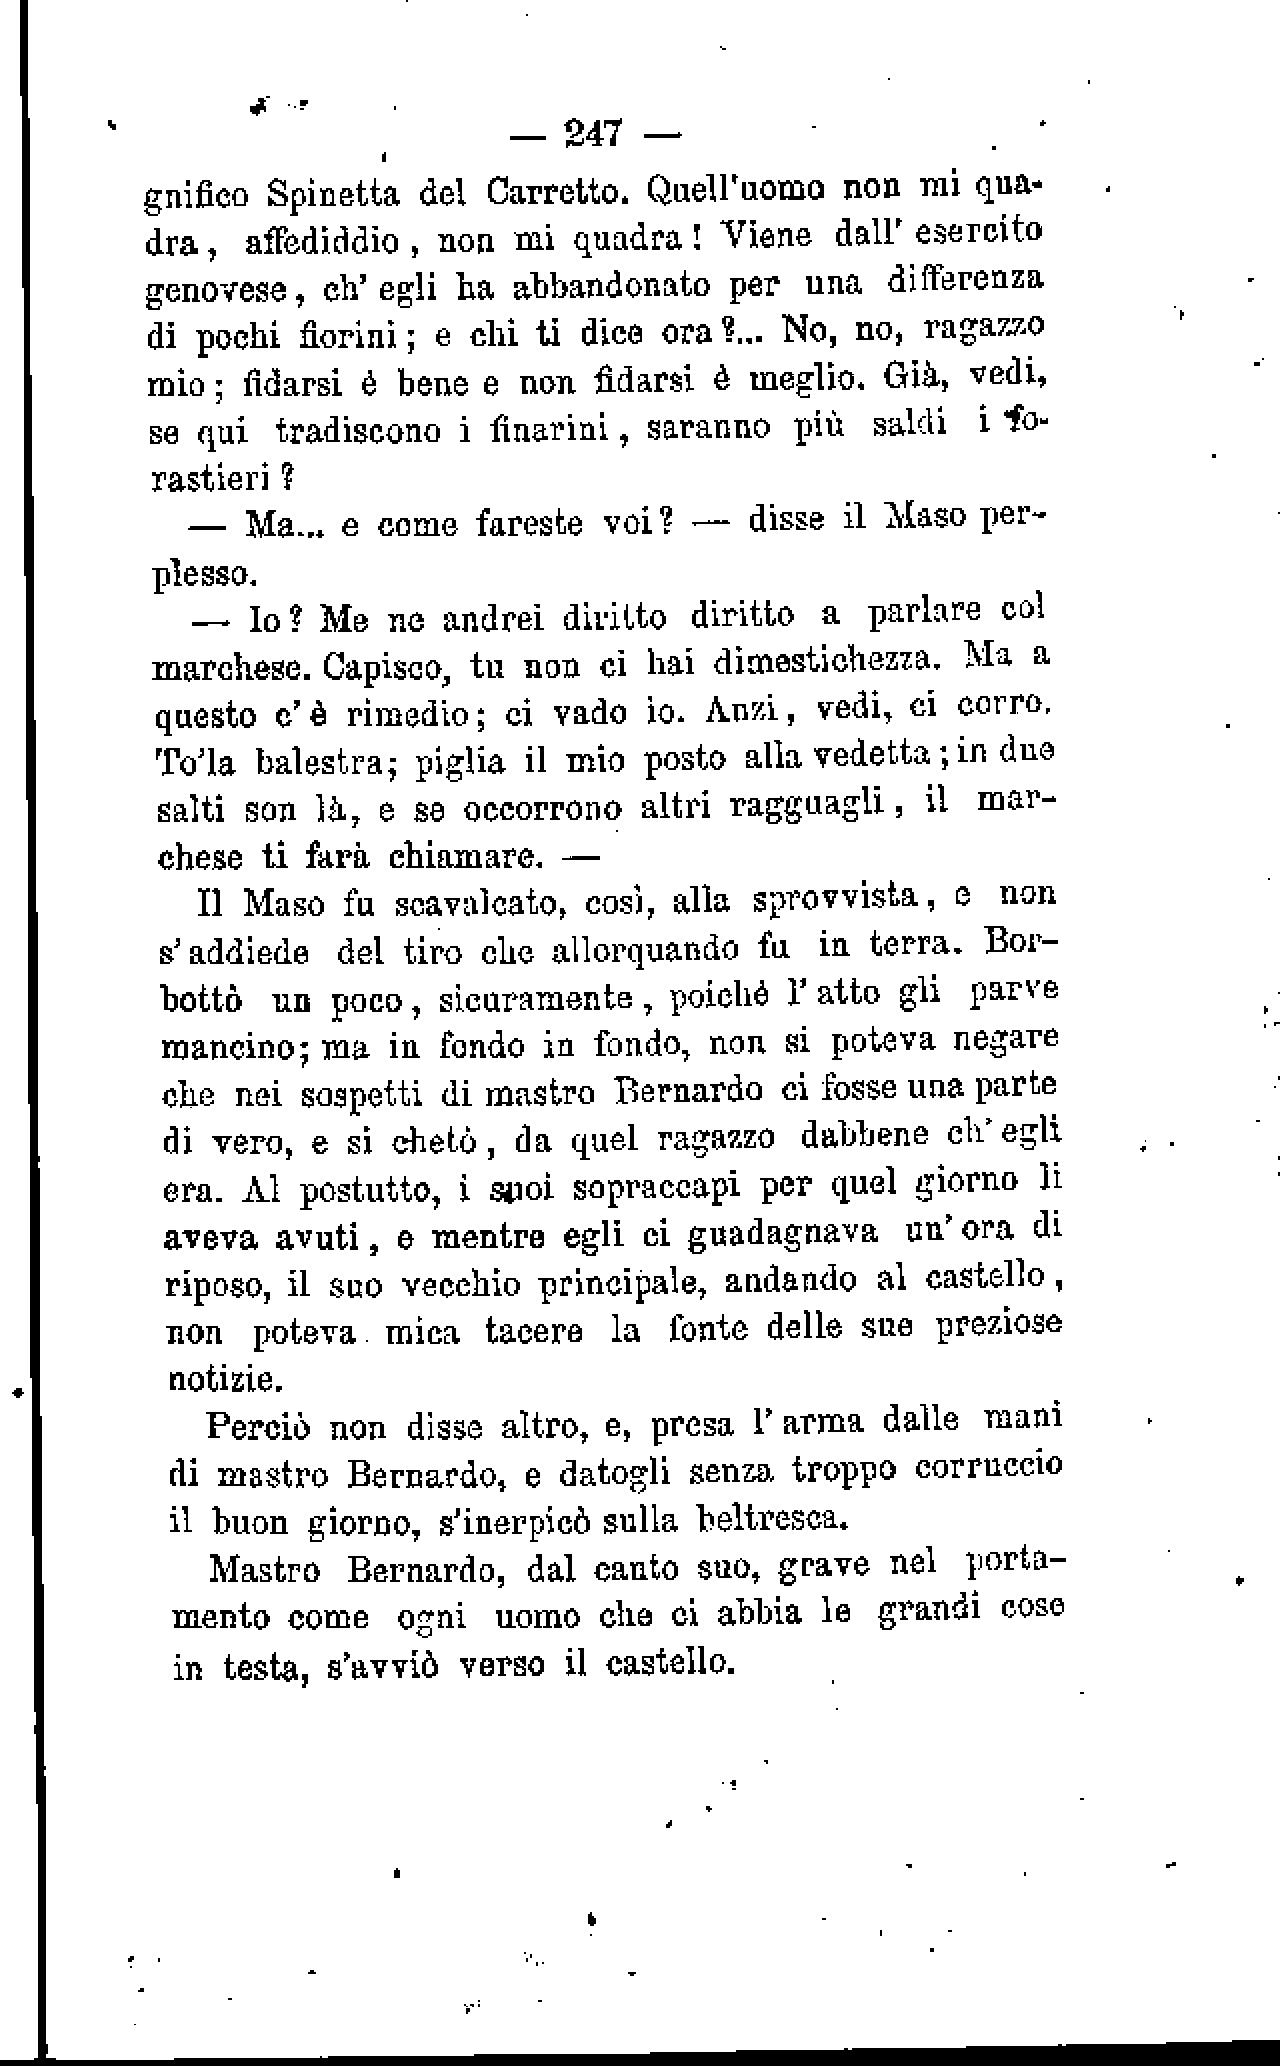 — 247 —
gnifico Spinetta del Carretto. Quell'uomo non mi qua-
dra, affediddio, non mi quadra! Viene dall' esercito
genovese, ch' egli ha abbandonato per una differenza
di pochi fiorini; e chi ti dice ora?... No, no, ragazzo
mio; fidarsi è bene e non fidarsi è meglio. Già, vedi,
se qui tradiscono i finarini, saranno più saldi i fo-
rastieri?
— Ma... e come fareste voi? — disse il Maso per-
plesso.
— Io? Me ne andrei diritto diritto a parlare col
marchese. Capisco, tu non ci hai dimestichezza. Ma a
questo c' è rimedio; ci vado io. Anzi, vedi, ci corro.
To' la balestra; piglia il mio posto alla vedetta; in due
salti son là, e se occorrono altri ragguagli, il mar-
chese ti farà chiamare. —
Il Maso fu scavalcato, così, alla sprovvista, e non
s' addiede del tiro che allorquando fu in terra. Bor-
bottò un poco, sicuramente, poichè l' atto gli parve
mancino; ma in fondo in fondo, non si poteva negare
che nei sospetti di mastro Bernardo ci fosse una parte
di vero, e si chetò, da quel ragazzo dabbene ch' egli
era. Al postutto, i suoi sopraccapi per quel giorno li
aveva avuti, e mentre egli ci guadagnava un' ora di
riposo, il suo vecchio principale, andando al castello,
non poteva mica tacere la fonte delle sue preziose
notizie.
Perciò non disse altro, e, presa l' arma dalle mani
di mastro Bernardo, e datogli senza troppo corruccio
il buon giorno, s'inerpicò sulla beltresca.
Mastro Bernardo, dal canto suo, grave nel porta-
mento come ogni uomo che ci abbia le grandi cose
in testa, s'avviò verso il castello.